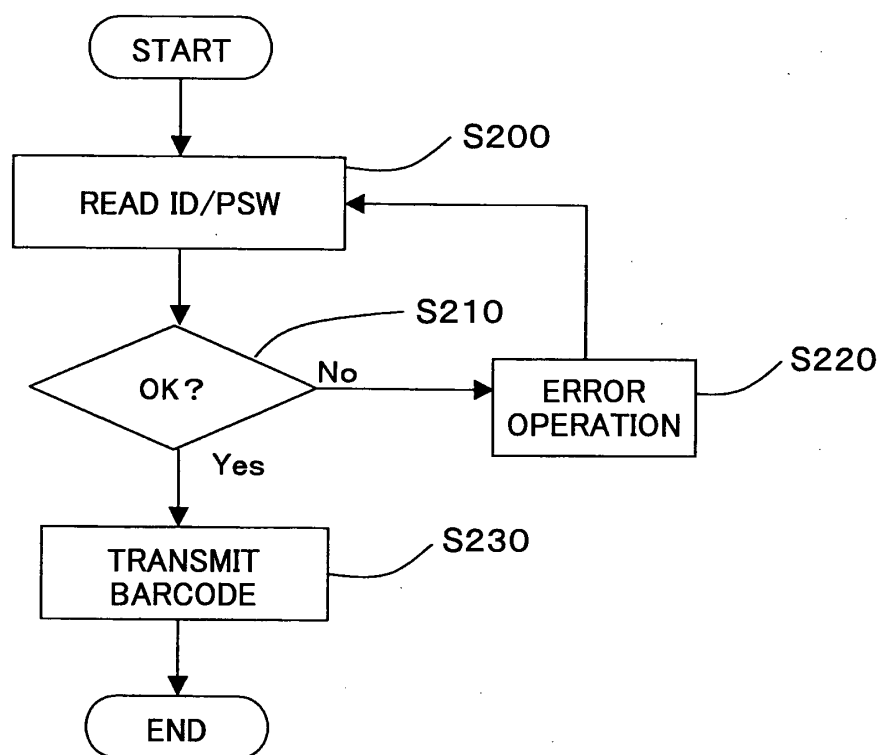 START
S200
READ ID/PSW
S210
OK?
No
S220
ERROR
OPERATION
Yes
S230
TRANSMIT
BARCODE
END